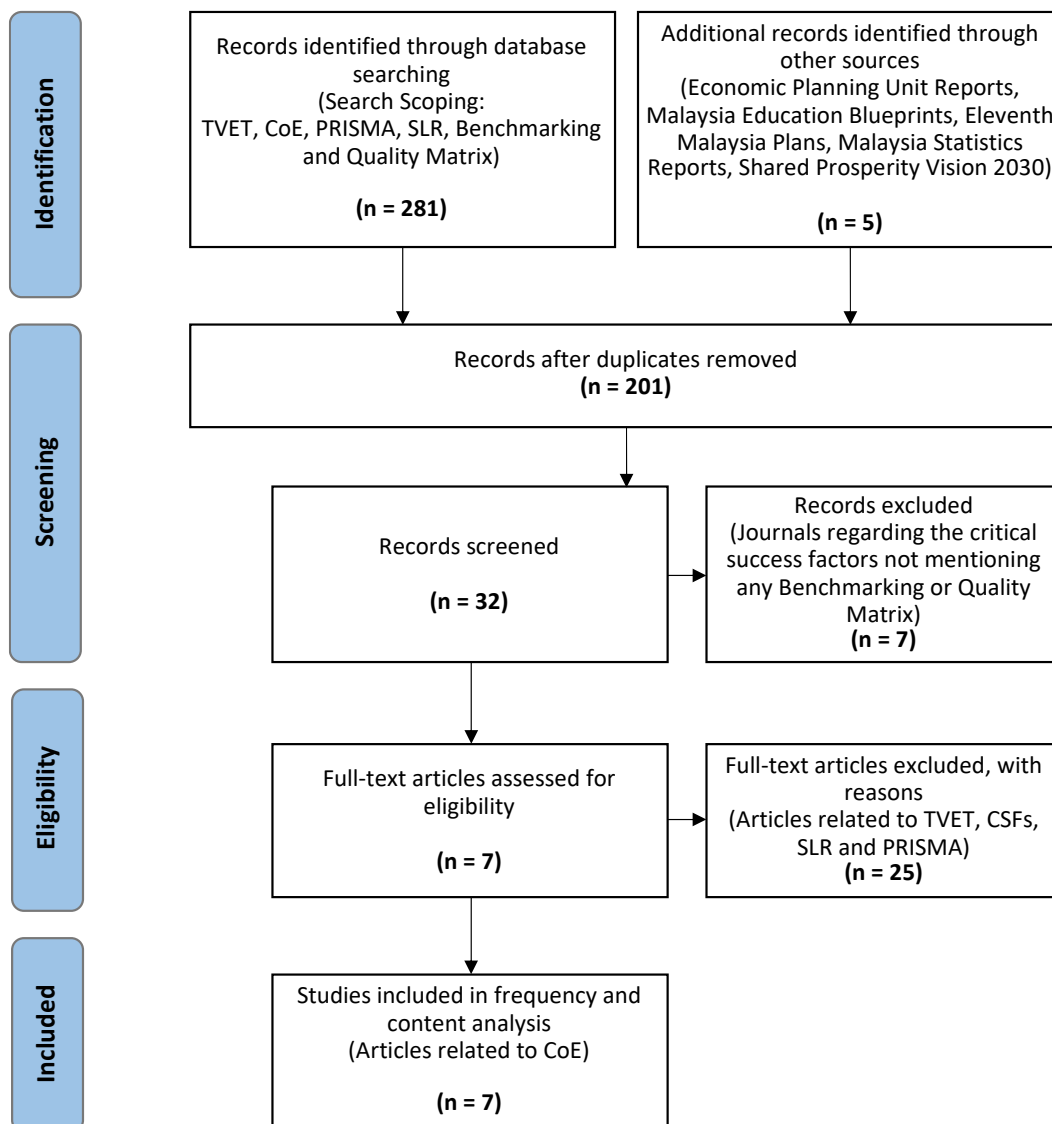 Identification
Records identified through database
searching
(Search Scoping:
TVET, CoE, PRISMA, SLR, Benchmarking
and Quality Matrix)
(n = 281)
Additional records identified through
other sources
(Economic Planning Unit Reports,
Malaysia Education Blueprints, Eleventh
Malaysia Plans, Malaysia Statistics
Reports, Shared Prosperity Vision 2030)
(n = 5)
Screening
Records after duplicates removed
(n = 201)
Records screened
(n = 32)
Records excluded
(Journals regarding the critical
success factors not mentioning
any Benchmarking or Quality
Matrix)
(n = 7)
Eligibility
Full-text articles assessed for
eligibility
(n = 7)
Full-text articles excluded, with
reasons
(Articles related to TVET, CSFs,
SLR and PRISMA)
(n = 25)
Included
Studies included in frequency and
content analysis
(Articles related to CoE)
(n = 7)